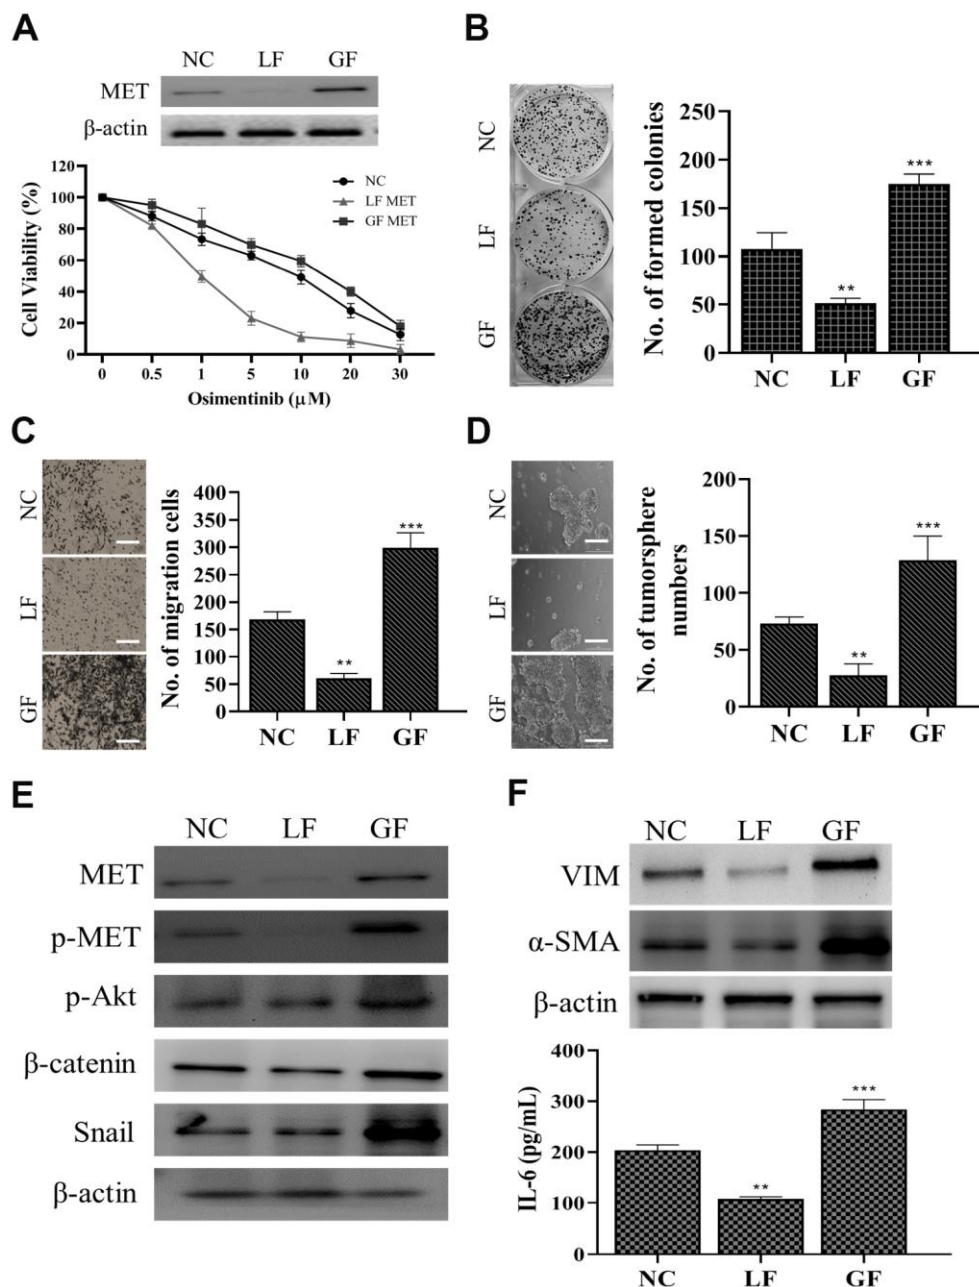 A
NC LF GF
MET
β-actin
Cell Viability (%)
120
100
80
60
40
20
0
NC
LF MET
GF MET
0 0.5 1 5 10 20 30
Osimentinib (μM)
B
NC
LF
GF
No. of formed colonies
250
200
150
100
50
0
***
**
NC LF GF
C
NC
LF
GF
No. of migration cells
400
350
300
250
200
150
100
50
0
***
**
NC LF GF
D
NC
LF
GF
No. of tumorsphere
numbers
200
150
100
50
0
***
**
NC LF GF
E
NC LF GF
MET
p-MET
p-Akt
β-catenin
Snail
β-actin
F
NC LF GF
VIM
α-SMA
β-actin
IL-6 (pg/mL)
400
300
200
100
0
***
**
NC LF GF